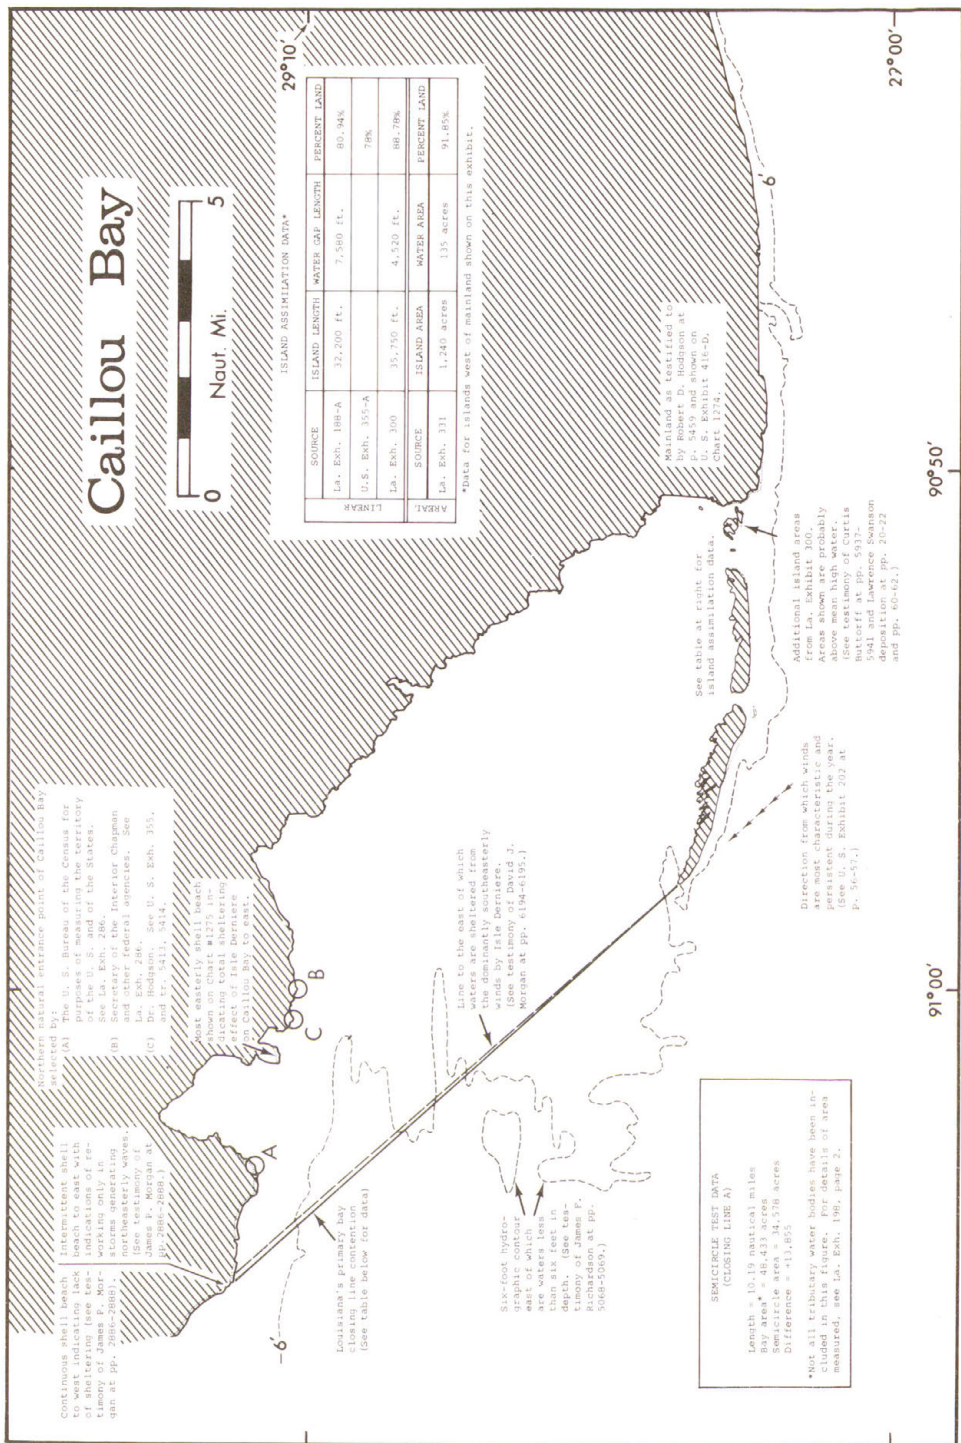 Caillou Bay
0 5
Naut. Mi.
29°10'
27°00'
90°50'
91°00'
6'
-6'
Northern natural entrance point of Caillou Bay
selected by:
(A) The U. S. Bureau of the Census for
purposes of measuring the territory
of the U. S. and of the States.
See La. Exh. 286.
(B) Secretary of the Interior Chapman
and other federal agencies. See
La. Exh. 286.
(C) Dr. Hodgson. See U. S. Exh. 355,
and tr. 5413, 5414.
Continuous shell beach
to west indicating lack
of sheltering (see tes-
timony of James P. Mor-
gan at pp. 2886-2888).
Intermittent shell
beach to east with
indications of re-
working only in
storms generating
northeasterly waves.
(See testimony of
James P. Morgan at
pp. 2886-2888.)
Most easterly shell beach
shown on Chart #1275 in-
dicating total sheltering
effect of Isle Derniere
on Caillou Bay to east.
A
B
C
ISLAND ASSIMILATION DATA*
SOURCE ISLAND LENGTH WATER GAP LENGTH PERCENT LAND
LINEAR
La. Exh. 188-A 32,200 ft. 7,580 ft. 80.94%
U.S. Exh. 355-A 78%
La. Exh. 300 35,750 ft. 4,520 ft. 88.78%
AREAL
SOURCE ISLAND AREA WATER AREA PERCENT LAND
La. Exh. 331 1,240 acres 135 acres 91.85%
*Data for islands west of mainland shown on this exhibit.
Mainland as testified to
by Robert D. Hodgson at
p. 5459 and shown on
U. S. Exhibit 416-D,
Chart 1274.
See table at right for
island assimilation data.
Additional island areas
from La. Exhibit 300.
Areas shown are probably
above mean high water.
(See testimony of Curtis
Buttorff at pp. 5937-
5941 and Lawrence Swanson
deposition at pp. 20-22
and pp. 60-62.)
Line to the east of which
waters are sheltered from
the dominantly southeasterly
winds by Isle Derniere.
(See testimony of David J.
Morgan at pp. 6194-6195.)
Direction from which winds
are most characteristic and
persistent during the year.
(See U. S. Exhibit 202 at
p. 56-57.)
Louisiana's primary bay
closing line contention
(See table below for data)
Six-foot hydro-
graphic contour
east of which
are waters less
than six feet in
depth. (See tes-
timony of James F.
Richardson at pp.
5068-5069.)
SEMICIRCLE TEST DATA
(CLOSING LINE A)
Length = 10.19 nautical miles
Bay area* = 48,433 acres
Semicircle area = 34,578 acres
Difference = +13,855
*Not all tributary water bodies have been in-
cluded in this figure. For details of area
measured, see La. Exh. 198, page 2.